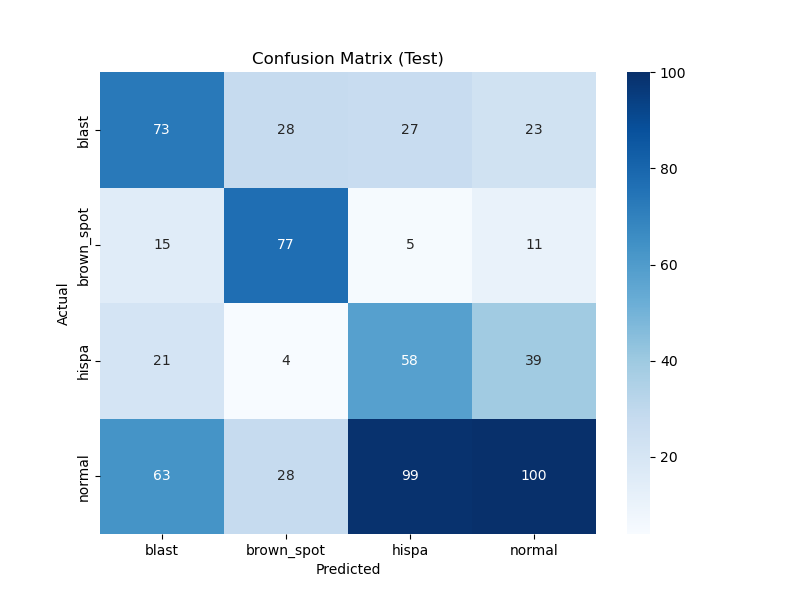 Confusion Matrix (Test)
100
blast 73 28 27 23
80
brown_spot 15 77 5 11
60
Actual
hispa 21 4 58 39
40
normal 63 28 99 100
20
blast brown_spot hispa normal
Predicted